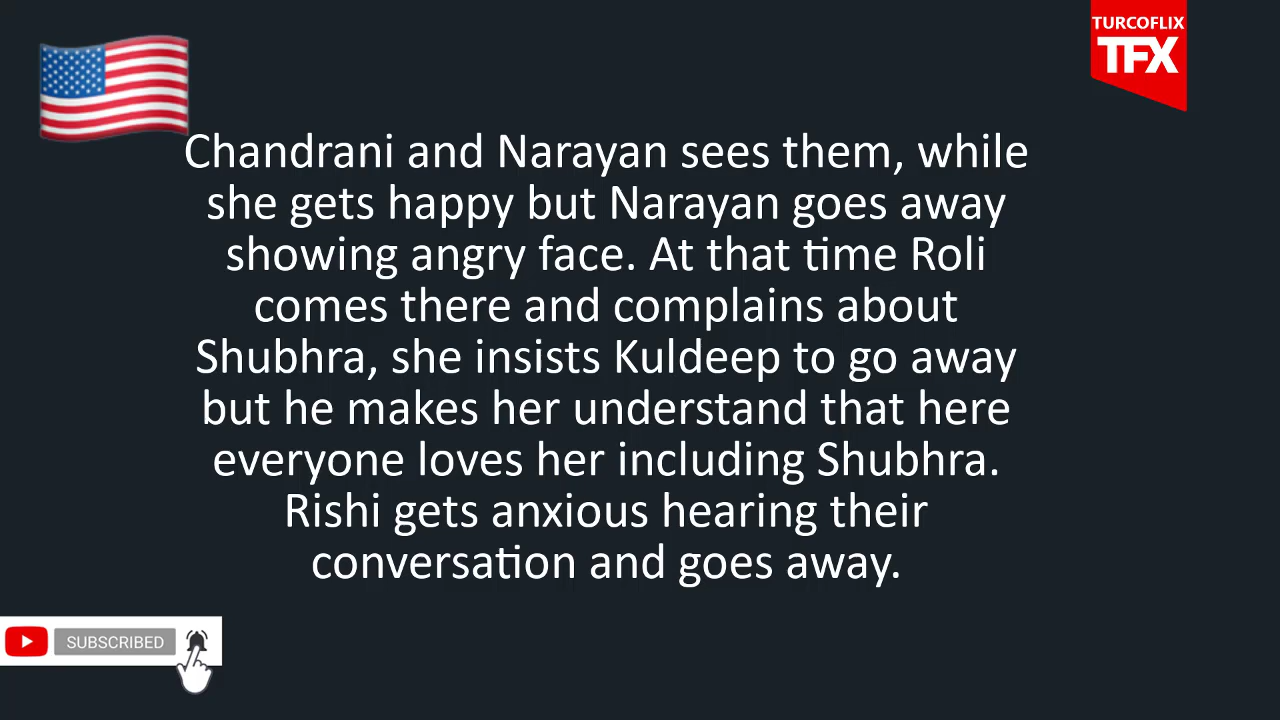 TURCOFLIX
TFX
Chandrani and Narayan sees them, while
she gets happy but Narayan goes away
showing angry face. At that time Roli
comes there and complains about
Shubhra, she insists Kuldeep to go away
but he makes her understand that here
everyone loves her including Shubhra.
Rishi gets anxious hearing their
conversation and goes away.
SUBSCRIBED